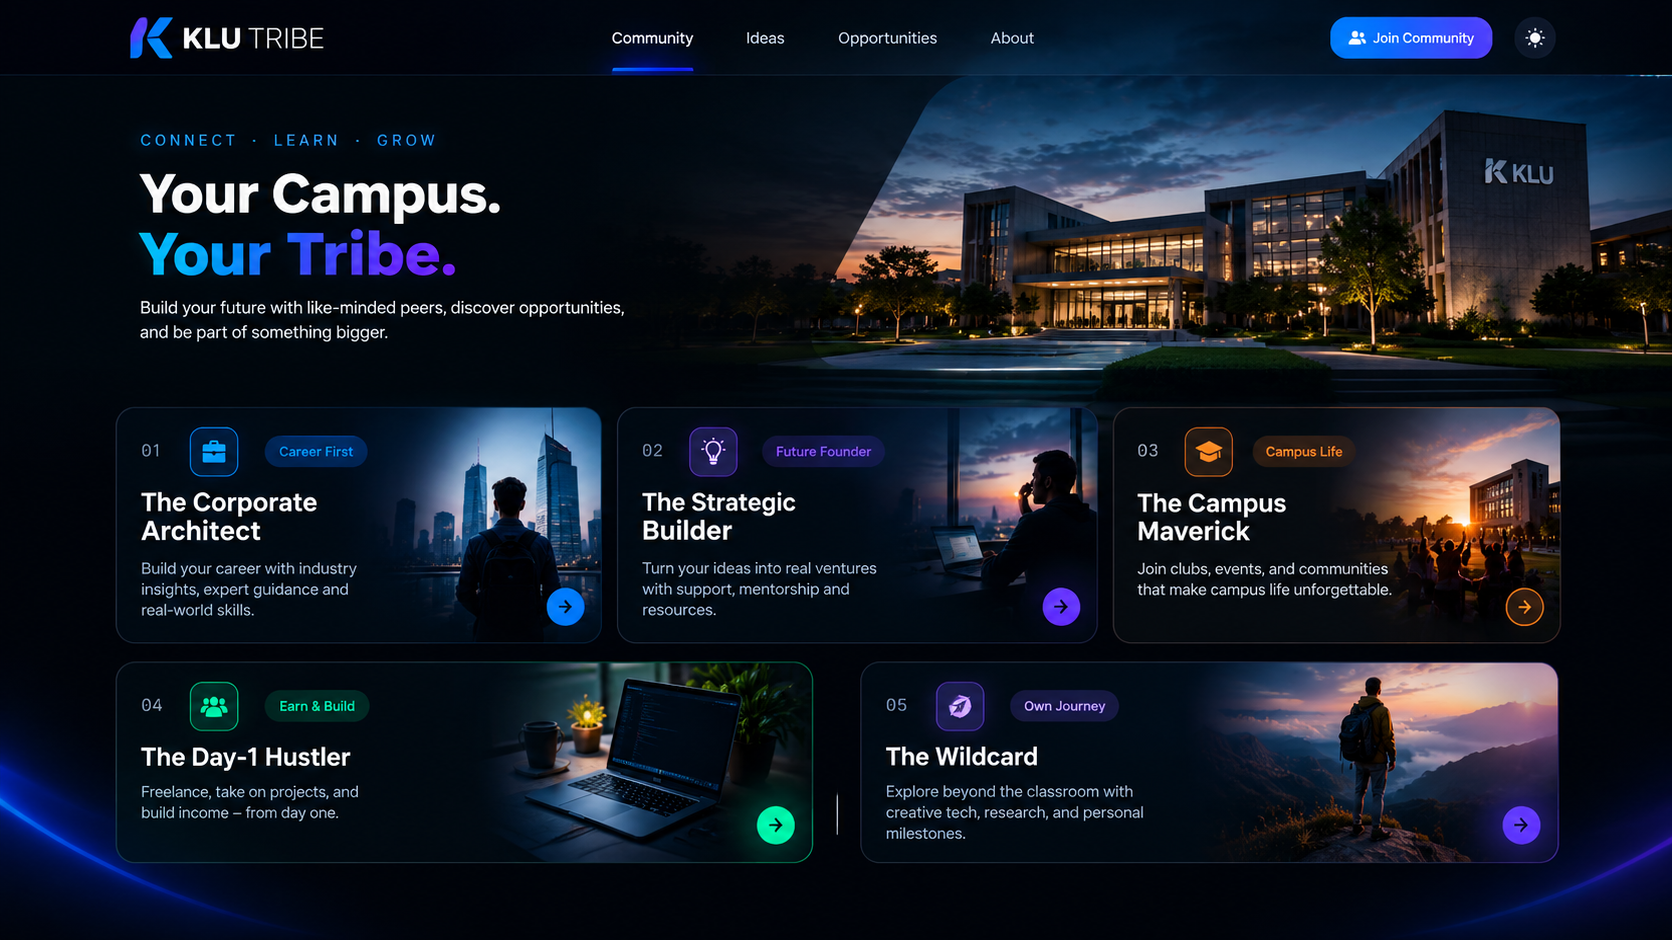 KLU TRIBE
Community
Ideas
Opportunities
About
Join Community
CONNECT · LEARN · GROW
Your Campus.
Your Tribe.
Build your future with like-minded peers, discover opportunities,
and be part of something bigger.
KLU
01
Career First
The Corporate
Architect
Build your career with industry
insights, expert guidance and
real-world skills.
02
Future Founder
The Strategic
Builder
Turn your ideas into real ventures
with support, mentorship and
resources.
03
Campus Life
The Campus
Maverick
Join clubs, events, and communities
that make campus life unforgettable.
04
Earn & Build
The Day-1 Hustler
Freelance, take on projects, and
build income – from day one.
05
Own Journey
The Wildcard
Explore beyond the classroom with
creative tech, research, and personal
milestones.